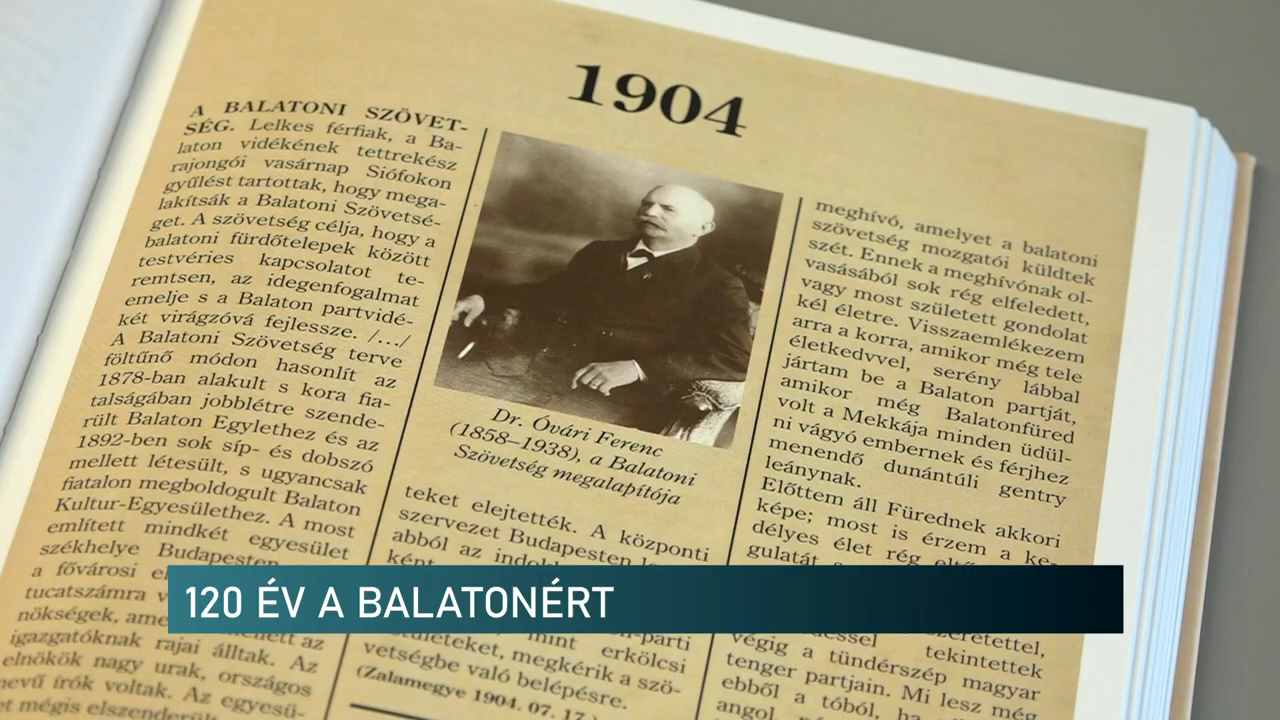 1904
A BALATONI SZÖVET-
SÉG. Lelkes férfiak, a Ba-
laton vidékének tettrekész
rajongói vasárnap Siófokon
gyűlést tartottak, hogy mega-
lakítsák a Balatoni Szövetsé-
get. A szövetség célja, hogy a
balatoni fürdőtelepek között
testvéries kapcsolatot te-
remtsen, az idegenfogalmat
emelje s a Balaton partvidé-
két virágzóvá fejlessze. /.../
A Balatoni Szövetség terve
föltűnő módon hasonlít az
1878-ban alakult s kora fia-
talságában jobblétre szende-
rült Balaton Egylethez és az
1892-ben sok síp- és dobszó
mellett létesült, s ugyancsak
fiatalon megboldogult Balaton
Kultur-Egyesülethez. A most
említett mindkét egyesület
székhelye Budapesten
a fővárosi
tucatszámra
nökségek,
igazgatóknak rajai álltak. Az
elnökök nagy urak, országos
nevű írók voltak. Az egyesü-
et mégis elszenderült
Dr. Óvári Ferenc
(1858–1938), a Balatoni
Szövetség megalapítója
teket elejtették. A központi
szervezet Budapesten
abból az
ként
mint erkölcsi
vetségbe való belépésre.
(Zalamegye 1904. 07. 17.)
meghívó, amelyet a balatoni
szövetség mozgatói küldtek
szét. Ennek a meghívónak ol-
vasásából sok rég elfeledett,
vagy most született gondolat
kél életre. Visszaemlékezem
arra a korra, amikor még tele
életkedvvel, serény lábbal
jártam be a Balaton partját,
amikor még Balatonfüred
volt a Mekkája minden üdül-
ni vágyó embernek és férjhez
menendő dunántúli gentry
leánynak.
Előttem áll Fürednek akkori
képe; most is érzem a ke-
délyes élet rég
gulatát
tekintettek
végig a tündérszép magyar
tenger partjain. Mi lesz még
ebből a tóból, ha
angol
120 ÉV A BALATONÉRT